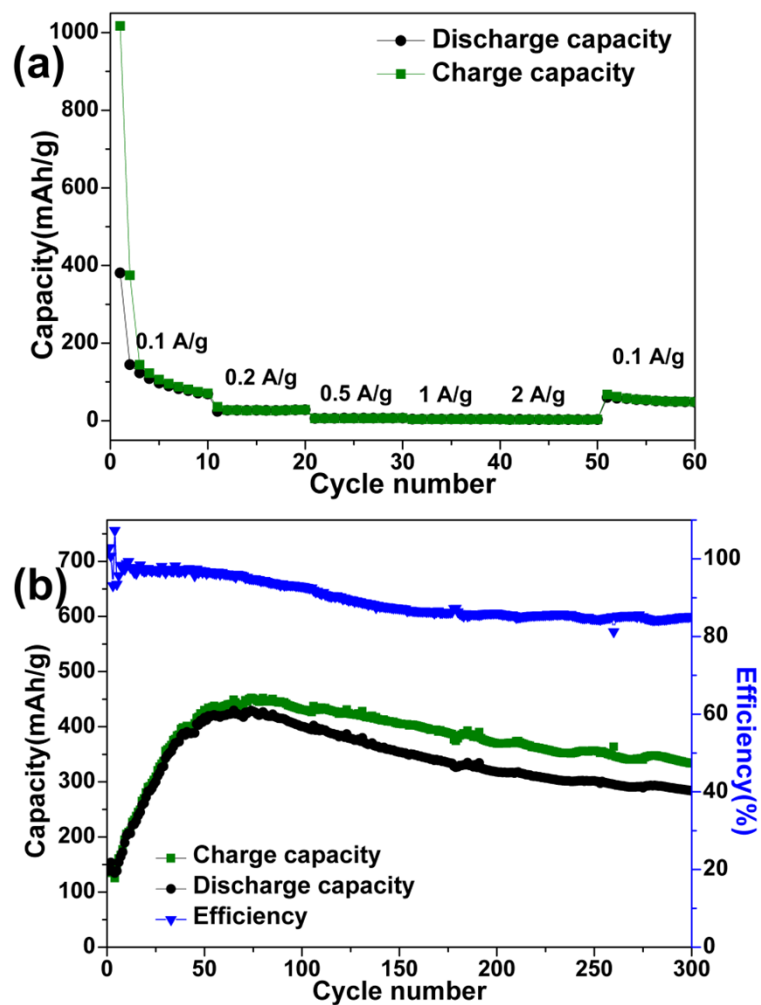 (a)
Discharge capacity
Charge capacity
Capacity(mAh/g)
1000
800
600
400
200
0
0.1 A/g
0.2 A/g
0.5 A/g
1 A/g
2 A/g
0.1 A/g
0 10 20 30 40 50 60
Cycle number
(b)
Capacity(mAh/g)
700
600
500
400
300
200
100
0
Charge capacity
Discharge capacity
Efficiency
100
80
60
40
20
0
Efficiency(%)
0 50 100 150 200 250 300
Cycle number